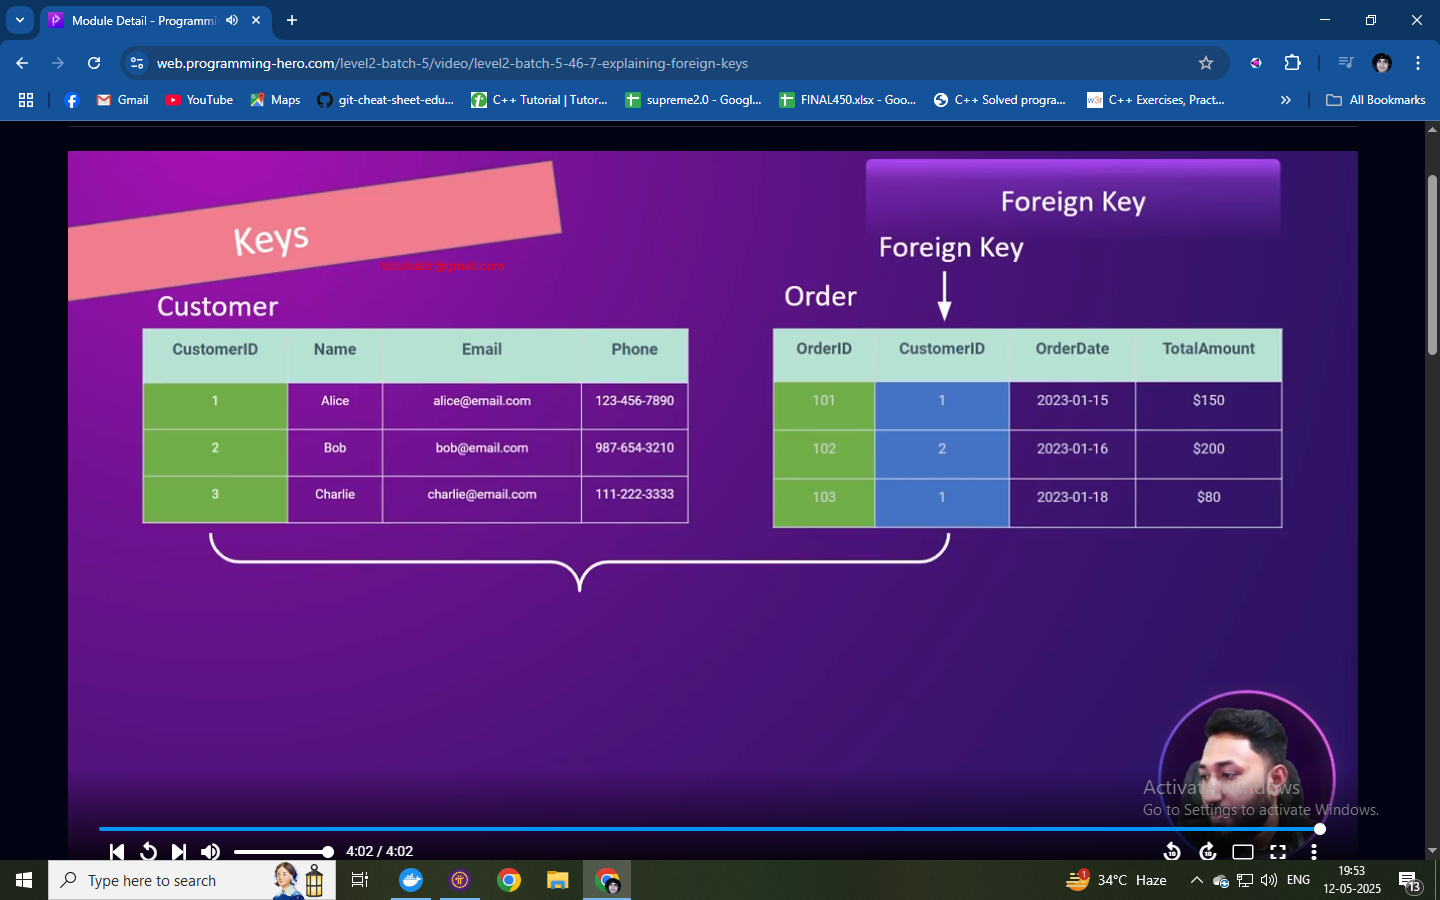 Module Detail - Programmi
web.programming-hero.com/level2-batch-5/video/level2-batch-5-46-7-explaining-foreign-keys
Gmail
YouTube
Maps
git-cheat-sheet-edu...
C++ Tutorial | Tutor...
supreme2.0 - Googl...
FINAL450.xlsx - Goo...
C++ Solved progra...
w3r
C++ Exercises, Pract...
All Bookmarks
Keys
Foreign Key
Foreign Key
Customer
Order
CustomerID Name Email Phone
1 Alice alice@email.com 123-456-7890
2 Bob bob@email.com 987-654-3210
3 Charlie charlie@email.com 111-222-3333
OrderID CustomerID OrderDate TotalAmount
101 1 2023-01-15 $150
102 2 2023-01-16 $200
103 1 2023-01-18 $80
Activate Windows
Go to Settings to activate Windows.
4:02 / 4:02
10
10
Type here to search
1
34°C Haze
ENG
19:53
12-05-2025
13